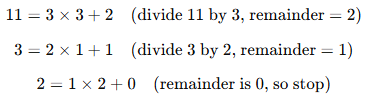 11 = 3 × 3 + 2 (divide 11 by 3, remainder = 2)
3 = 2 × 1 + 1 (divide 3 by 2, remainder = 1)
2 = 1 × 2 + 0 (remainder is 0, so stop)